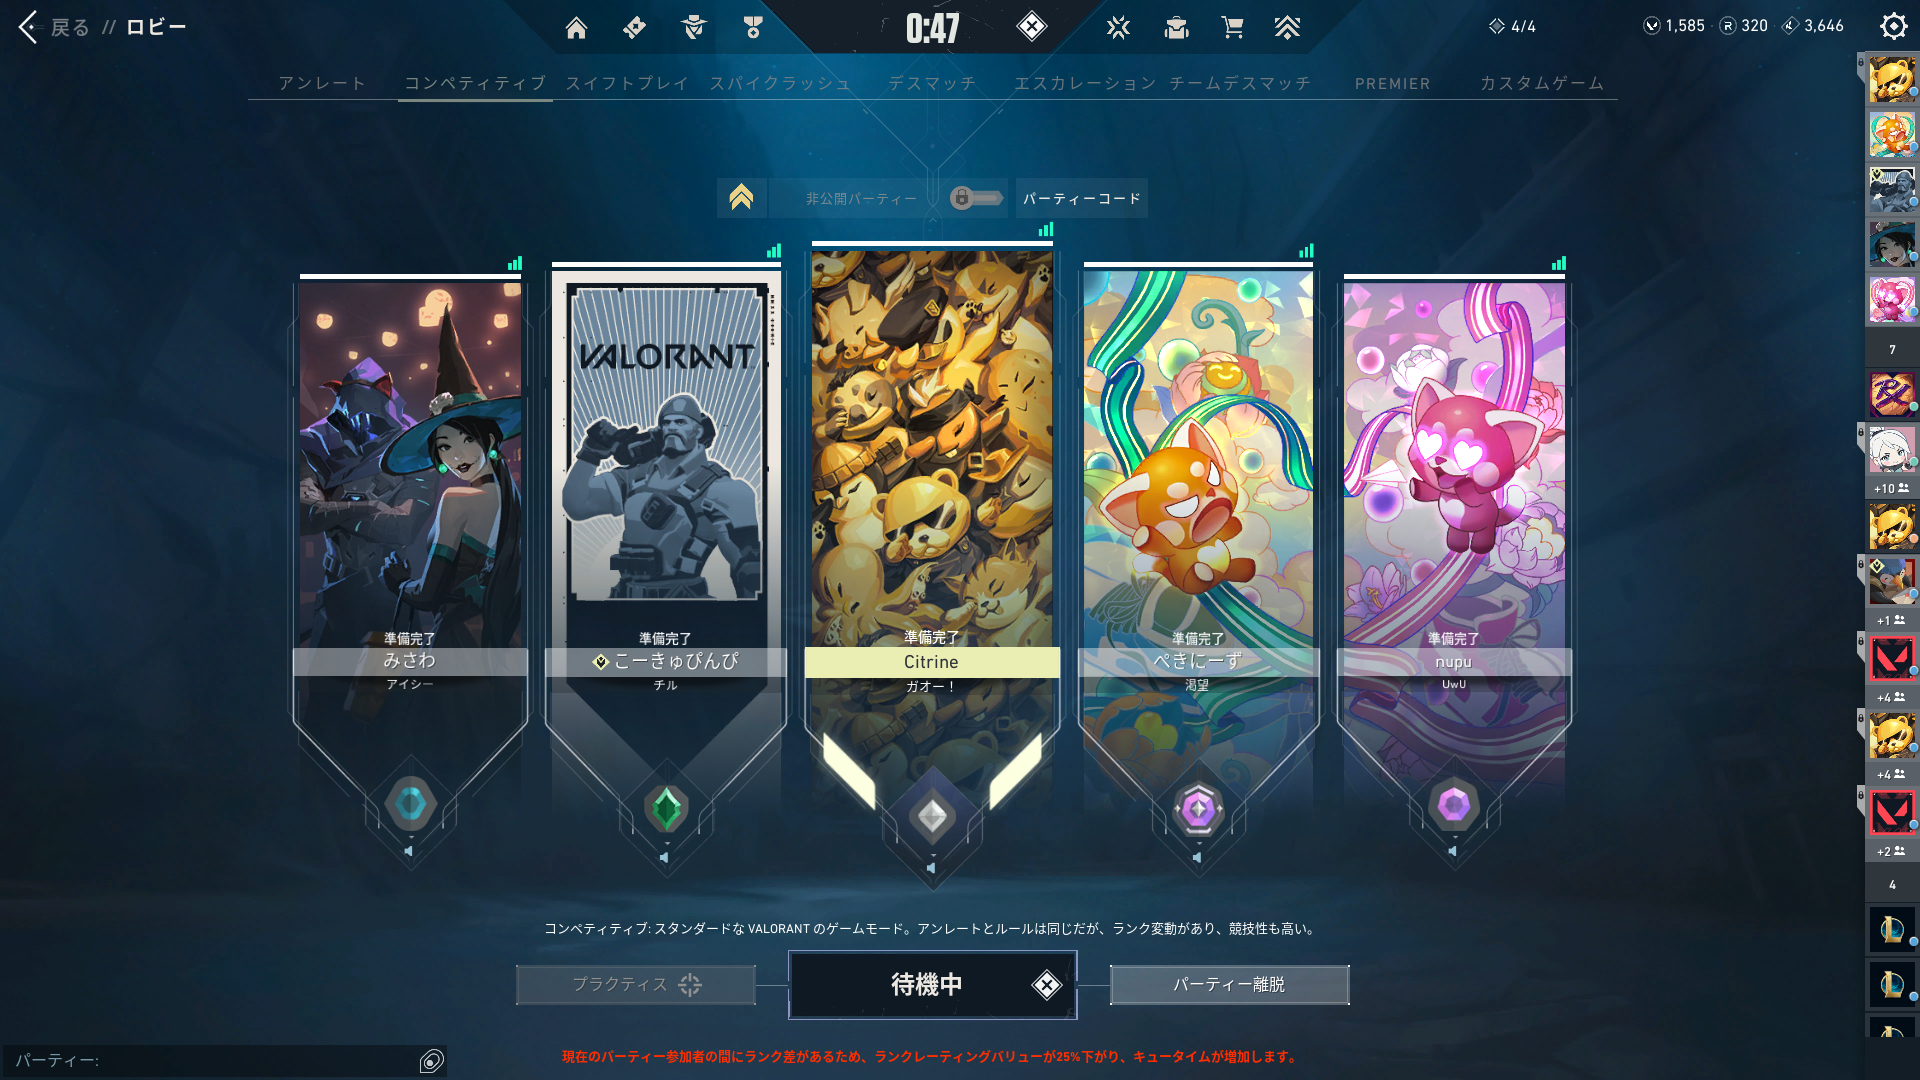 戻る // ロビー
0:47
4/4
1,585
320
3,646
アンレート
コンペティティブ
スイフトプレイ
スパイクラッシュ
デスマッチ
エスカレーション
チームデスマッチ
PREMIER
カスタムゲーム
非公開パーティー
パーティーコード
VALORANT
準備完了
みさわ
アイシー
準備完了
こーきゅぴんぴ
チル
準備完了
Citrine
ガオー！
準備完了
ぺきにーず
渇望
準備完了
nupu
UwU
コンペティティブ: スタンダードな VALORANT のゲームモード。アンレートとルールは同じだが、ランク変動があり、競技性も高い。
プラクティス
待機中
パーティー離脱
現在のパーティー参加者の間にランク差があるため、ランクレーティングバリューが25%下がり、キュータイムが増加します。
パーティー:
7
+10
+1
+4
+4
+2
4